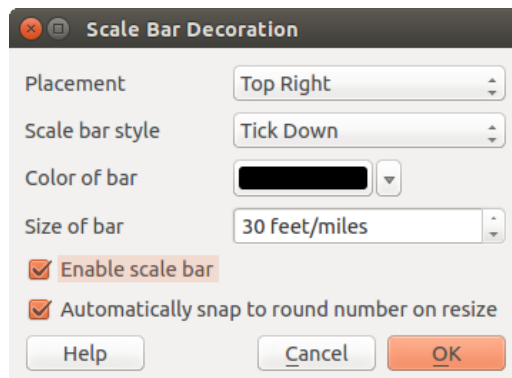 Scale Bar Decoration
Placement Top Right
Scale bar style Tick Down
Color of bar
Size of bar 30 feet/miles
Enable scale bar
Automatically snap to round number on resize
Help Cancel OK